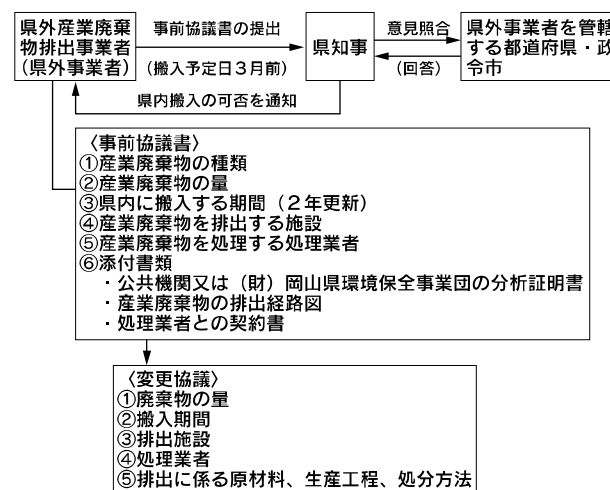 県外産業廃棄
物排出事業者
(県外事業者)
事前協議書の提出
(搬入予定日3月前)
県知事
意見照合
(回答)
県外事業者を管轄
する都道府県・政
令市
県内搬入の可否を通知
〈事前協議書〉
①産業廃棄物の種類
②産業廃棄物の量
③県内に搬入する期間(2年更新)
④産業廃棄物を排出する施設
⑤産業廃棄物を処理する処理業者
⑥添付書類
・公共機関又は(財)岡山県環境保全事業団の分析証明書
・産業廃棄物の排出経路図
・処理業者との契約書
〈変更協議〉
①廃棄物の量
②搬入期間
③排出施設
④処理業者
⑤排出に係る原材料、生産工程、処分方法